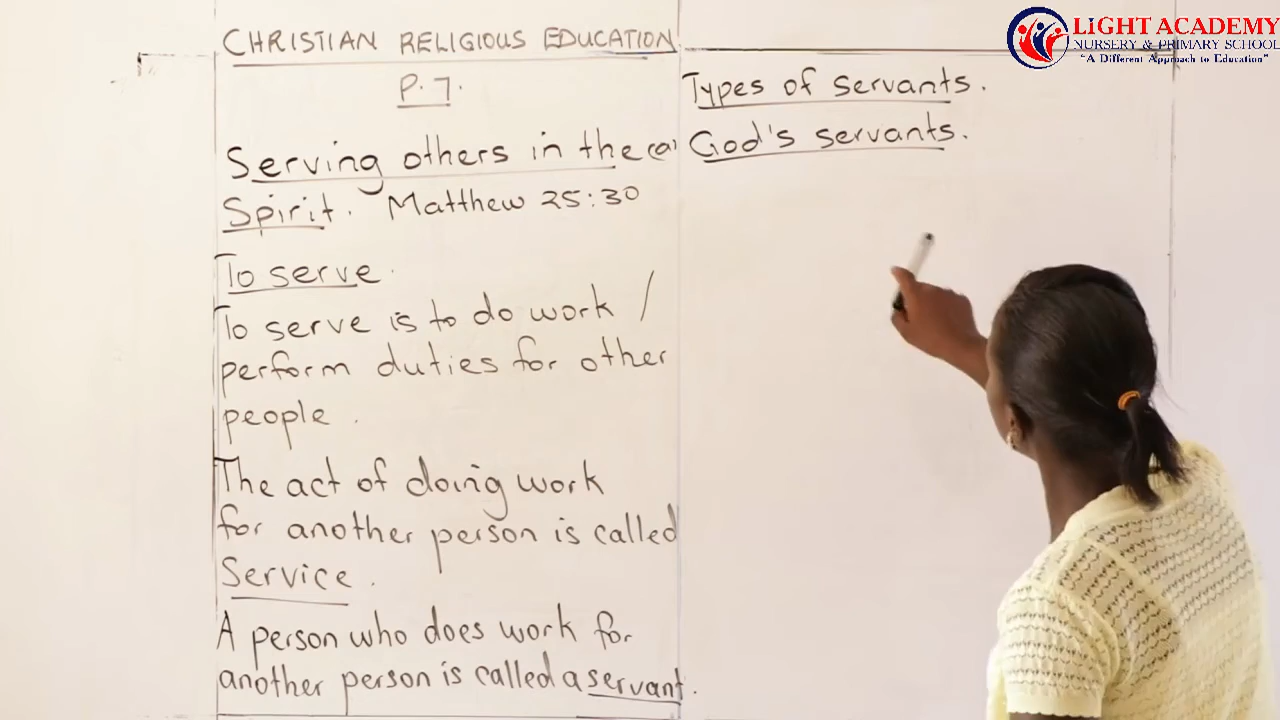 CHRISTIAN RELIGIOUS EDUCATION
P.7.
Serving others in the
Spirit. Matthew 25:30
To serve.
To serve is to do work /
perform duties for other
people.
The act of doing work
for another person is called
Service.
A person who does work for
another person is called a servant.
Types of servants.
God's servants.
LIGHT ACADEMY
NURSERY & PRIMARY SCHOOL
"A Different Approach to Education"